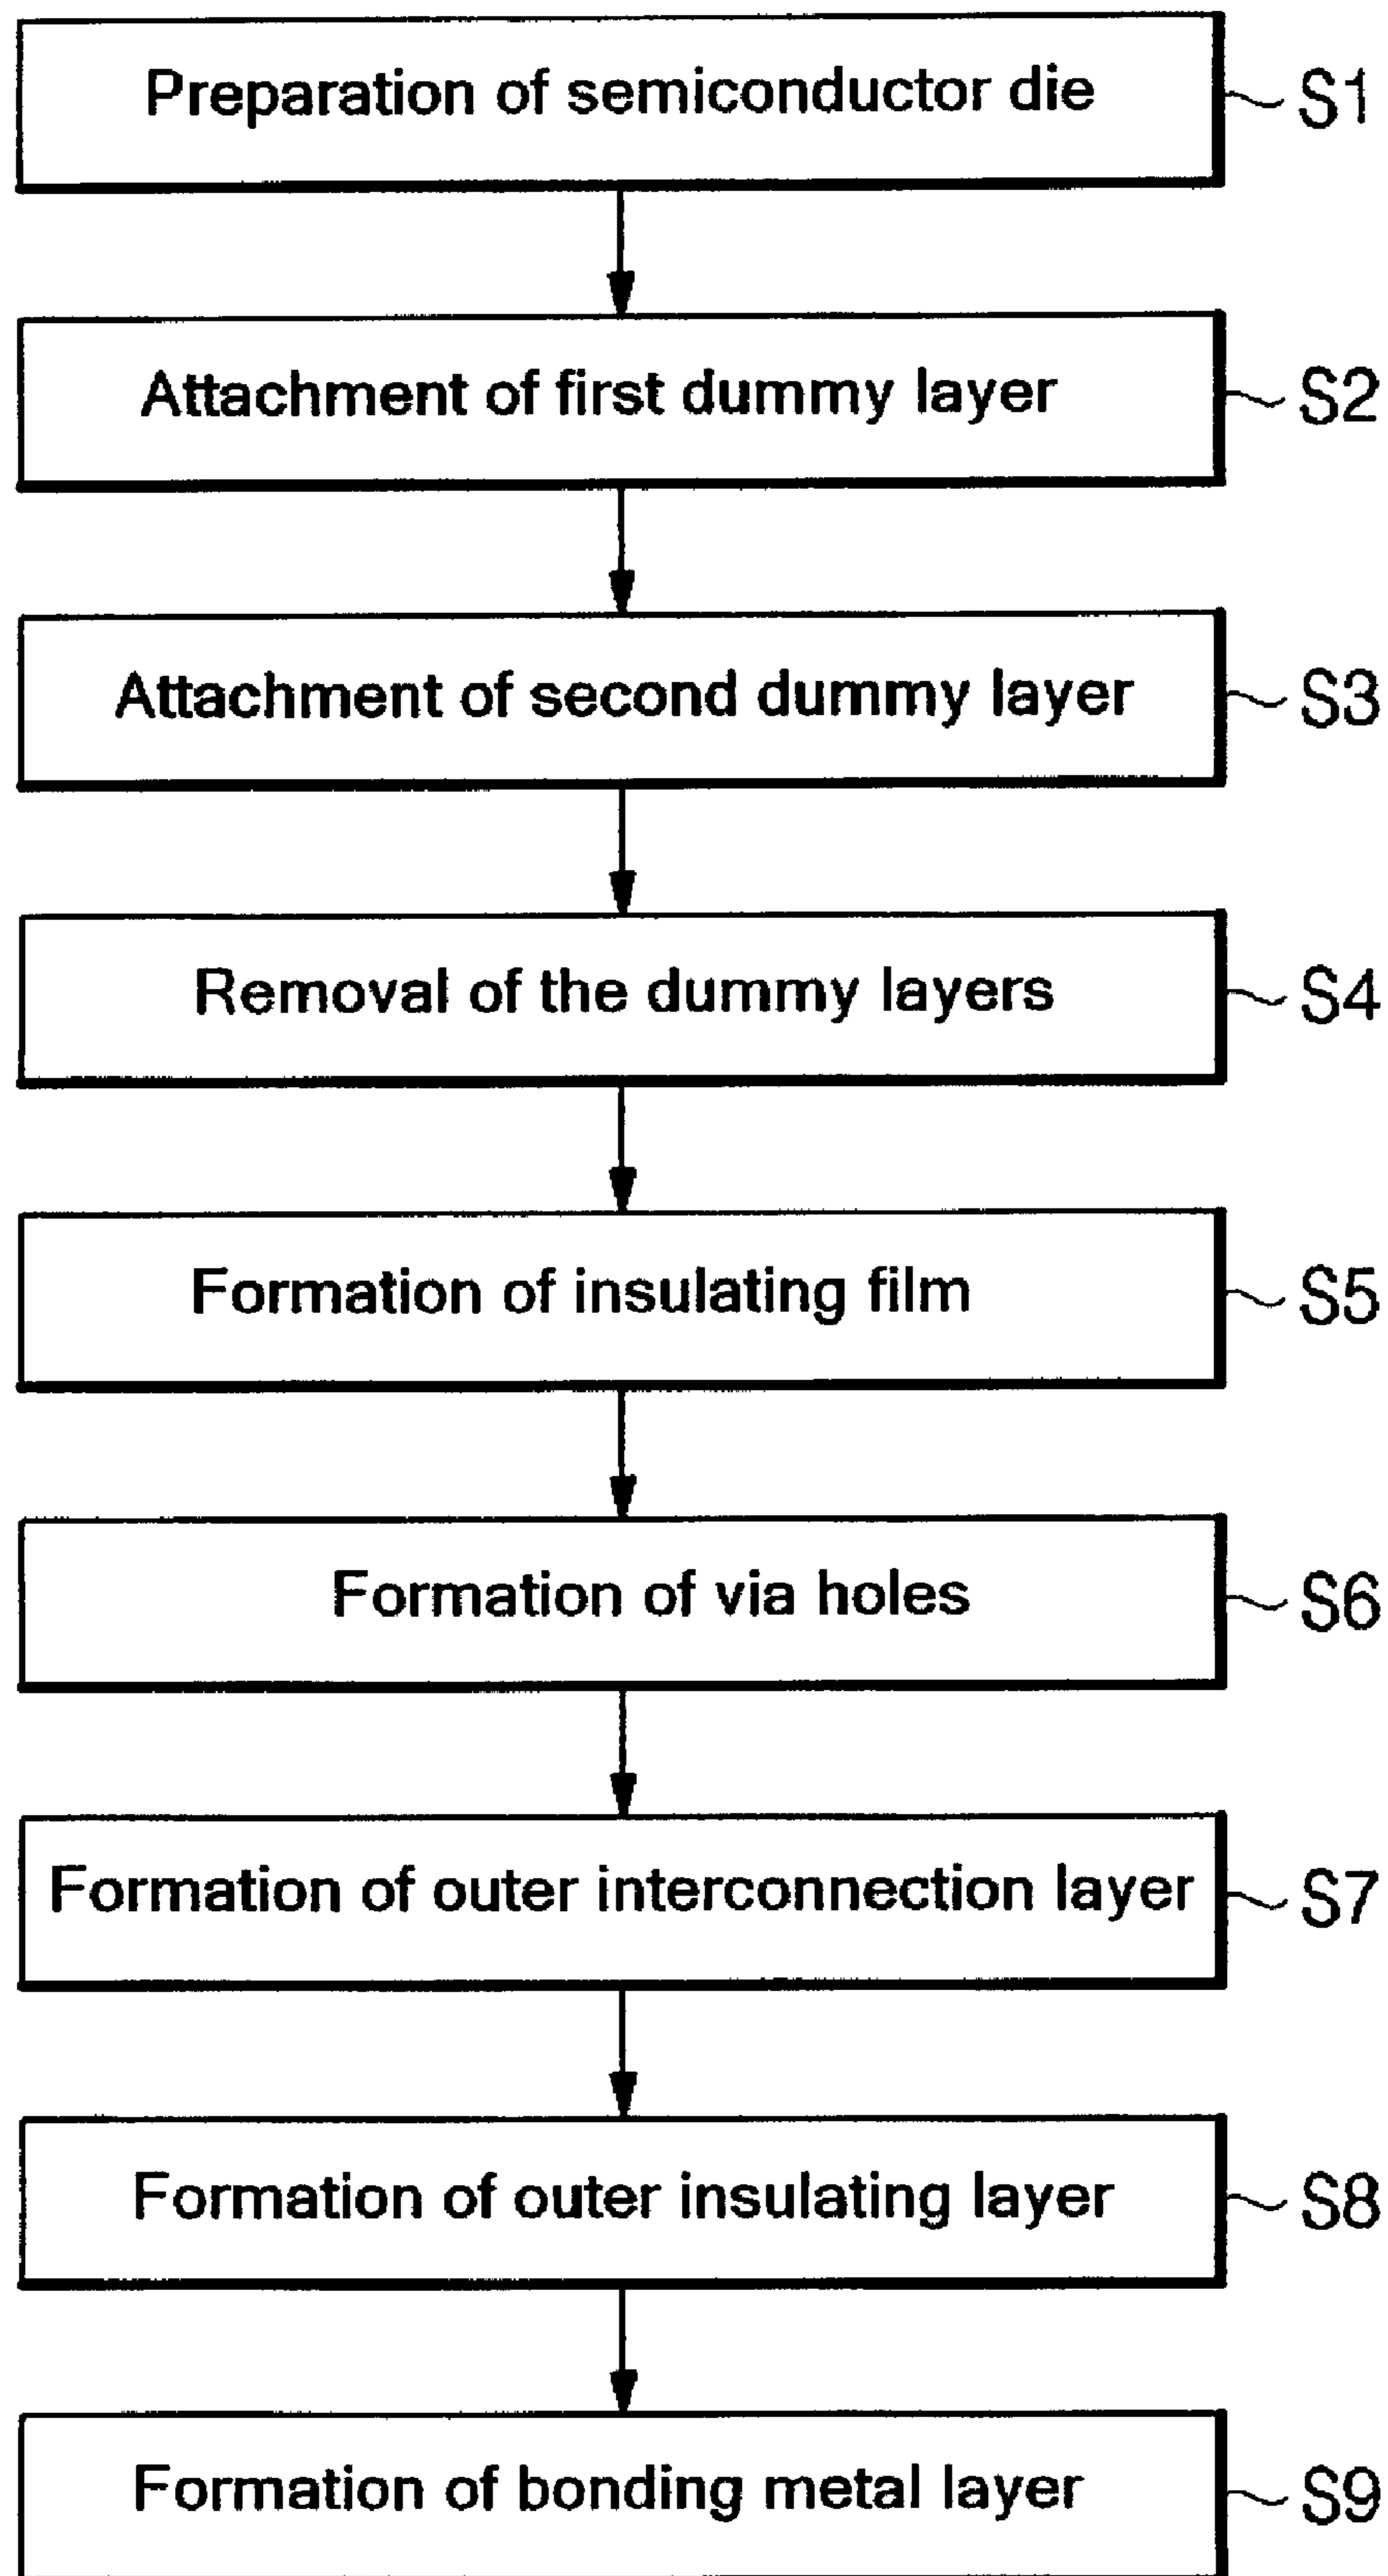 Preparation of semiconductor die S1
Attachment of first dummy layer S2
Attachment of second dummy layer S3
Removal of the dummy layers S4
Formation of insulating film S5
Formation of via holes S6
Formation of outer interconnection layer S7
Formation of outer insulating layer S8
Formation of bonding metal layer S9